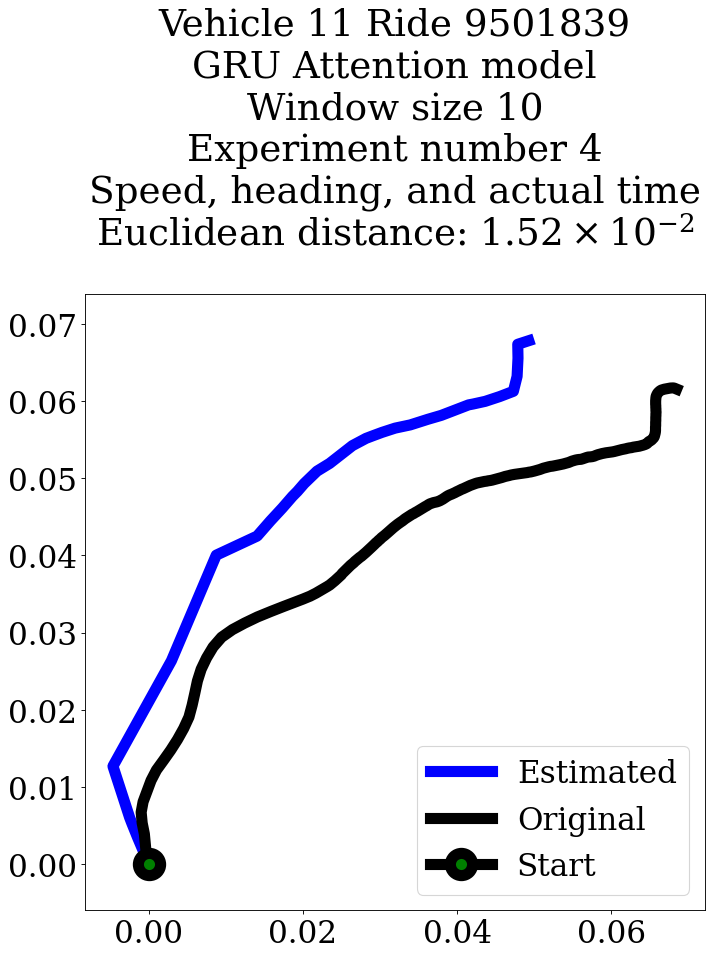 Vehicle 11 Ride 9501839
GRU Attention model
Window size 10
Experiment number 4
Speed, heading, and actual time
Euclidean distance: 1.52 × 10⁻²
0.07
0.06
0.05
0.04
0.03
0.02
0.01
0.00
Estimated
Original
Start
0.00 0.02 0.04 0.06